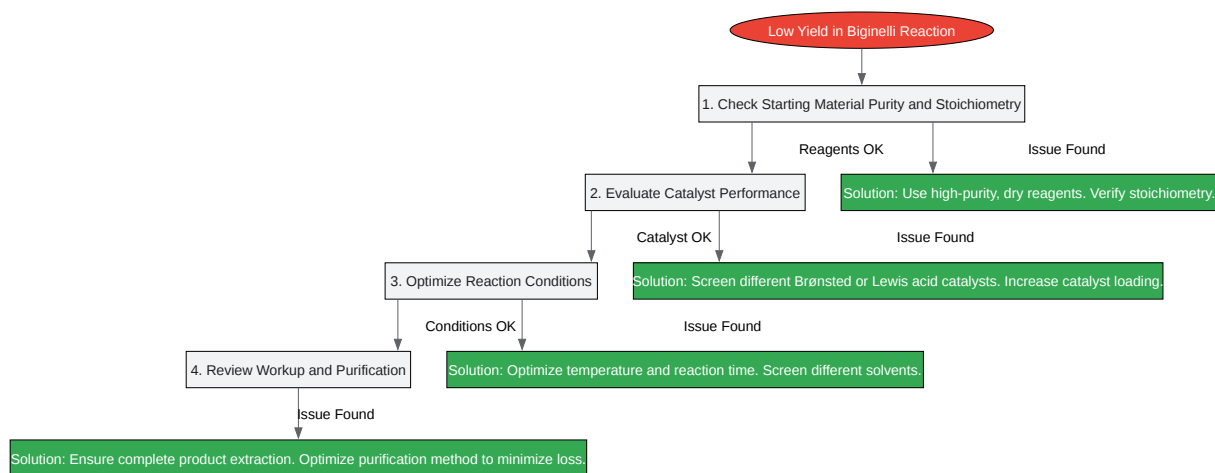 Low Yield in Biginelli Reaction
1. Check Starting Material Purity and Stoichiometry
Reagents OK
Issue Found
2. Evaluate Catalyst Performance
Solution: Use high-purity, dry reagents. Verify stoichiometry.
Catalyst OK
Issue Found
3. Optimize Reaction Conditions
Solution: Screen different Brønsted or Lewis acid catalysts. Increase catalyst loading.
Conditions OK
Issue Found
4. Review Workup and Purification
Solution: Optimize temperature and reaction time. Screen different solvents.
Issue Found
Solution: Ensure complete product extraction. Optimize purification method to minimize loss.